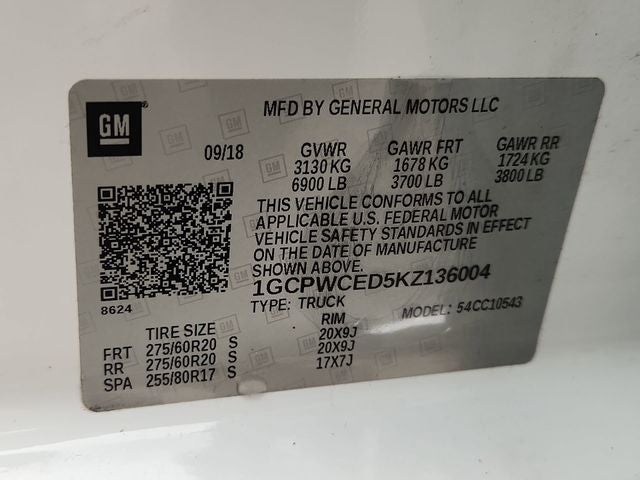 GM
MFD BY GENERAL MOTORS LLC
09/18 GVWR GAWR FRT GAWR RR
3130 KG 1678 KG 1724 KG
6900 LB 3700 LB 3800 LB
THIS VEHICLE CONFORMS TO ALL
APPLICABLE U.S. FEDERAL MOTOR
VEHICLE SAFETY STANDARDS IN EFFECT
ON THE DATE OF MANUFACTURE
SHOWN ABOVE.
1GCPWCED5KZ136004
8624 TYPE: TRUCK MODEL: 54CC10543
TIRE SIZE RIM
FRT 275/60R20 S 20X9J
RR 275/60R20 S 20X9J
SPA 255/80R17 S 17X7J